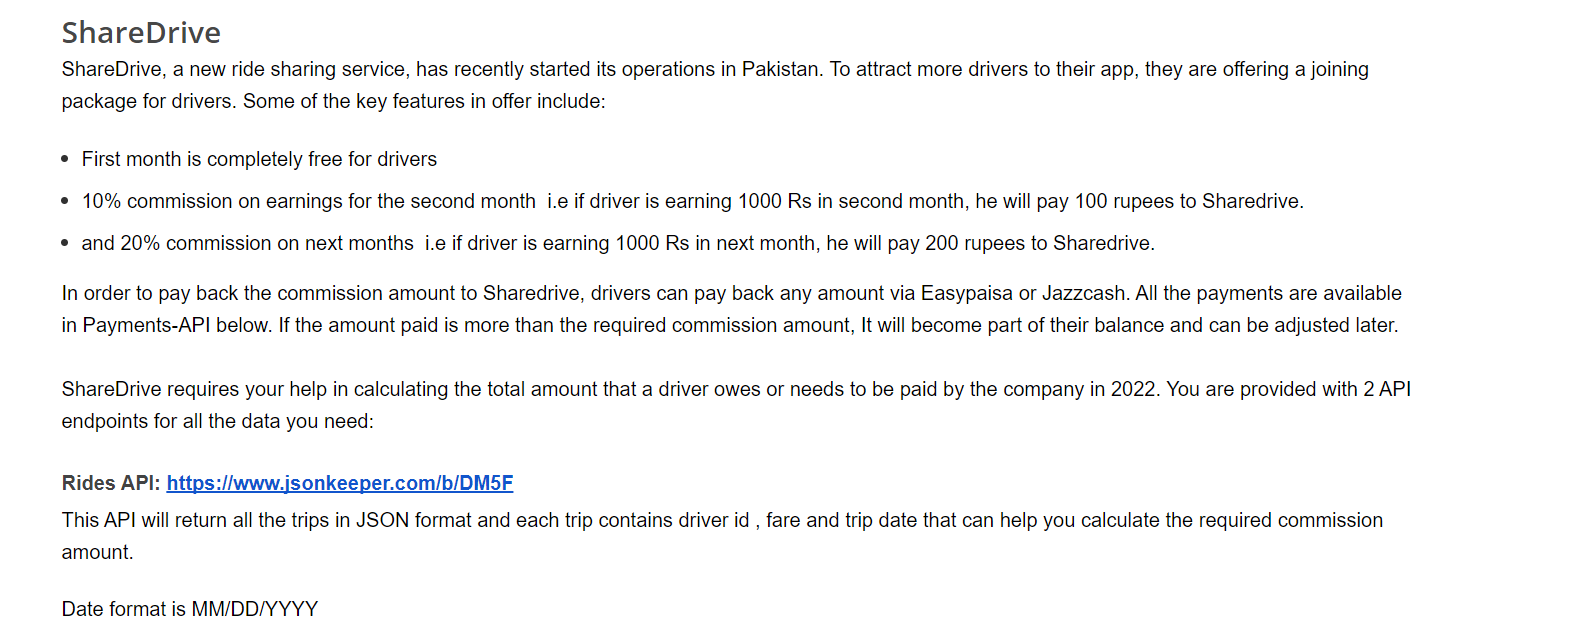 ShareDrive
ShareDrive, a new ride sharing service, has recently started its operations in Pakistan. To attract more drivers to their app, they are offering a joining
package for drivers. Some of the key features in offer include:
• First month is completely free for drivers
• 10% commission on earnings for the second month  i.e if driver is earning 1000 Rs in second month, he will pay 100 rupees to Sharedrive.
• and 20% commission on next months  i.e if driver is earning 1000 Rs in next month, he will pay 200 rupees to Sharedrive.
In order to pay back the commission amount to Sharedrive, drivers can pay back any amount via Easypaisa or Jazzcash. All the payments are available
in Payments-API below. If the amount paid is more than the required commission amount, It will become part of their balance and can be adjusted later.
ShareDrive requires your help in calculating the total amount that a driver owes or needs to be paid by the company in 2022. You are provided with 2 API
endpoints for all the data you need:
Rides API: https://www.jsonkeeper.com/b/DM5F
This API will return all the trips in JSON format and each trip contains driver id , fare and trip date that can help you calculate the required commission
amount.
Date format is MM/DD/YYYY